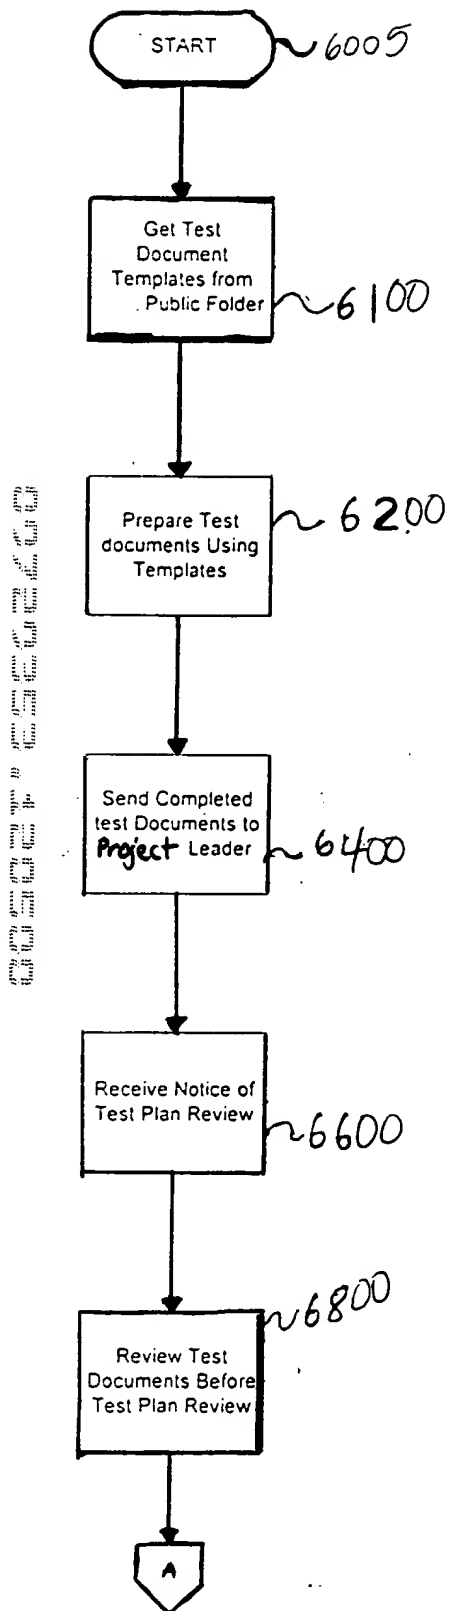 START
6005
Get Test
Document
Templates from
Public Folder
6100
Prepare Test
documents Using
Templates
6200
Send Completed
test Documents to
Project Leader
6400
Receive Notice of
Test Plan Review
6600
Review Test
Documents Before
Test Plan Review
6800
A